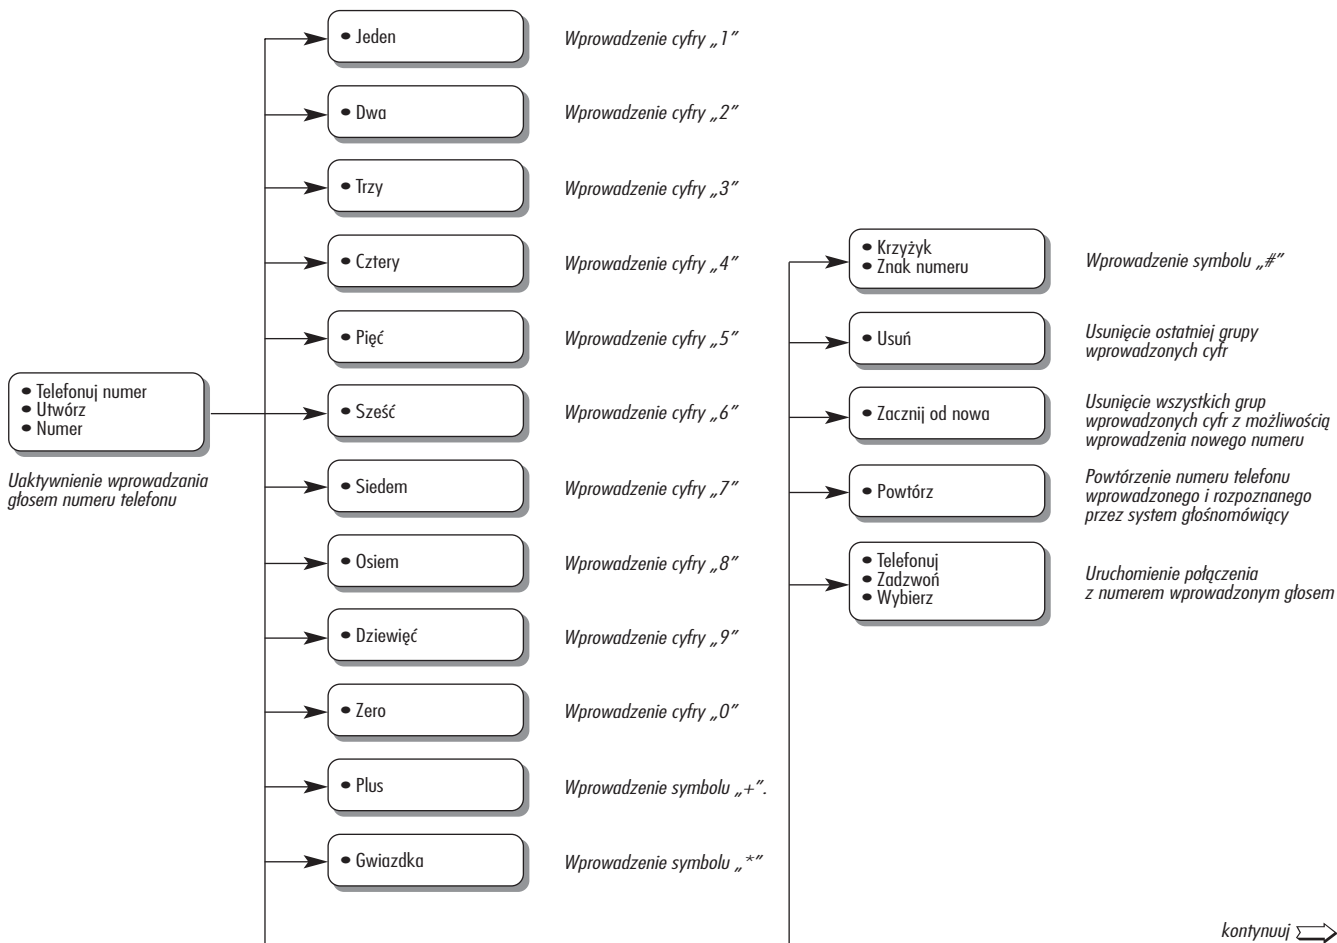 • Telefonuj numer
• Utwórz
• Numer
Uaktywnienie wprowadzania
głosem numeru telefonu
• Jeden
Wprowadzenie cyfry „1”
• Dwa
Wprowadzenie cyfry „2”
• Trzy
Wprowadzenie cyfry „3”
• Cztery
Wprowadzenie cyfry „4”
• Pięć
Wprowadzenie cyfry „5”
• Sześć
Wprowadzenie cyfry „6”
• Siedem
Wprowadzenie cyfry „7”
• Osiem
Wprowadzenie cyfry „8”
• Dziewięć
Wprowadzenie cyfry „9”
• Zero
Wprowadzenie cyfry „0”
• Plus
Wprowadzenie symbolu „+”.
• Gwiazdka
Wprowadzenie symbolu „*”
• Krzyżyk
• Znak numeru
Wprowadzenie symbolu „#”
• Usuń
Usunięcie ostatniej grupy
wprowadzonych cyfr
• Zacznij od nowa
Usunięcie wszystkich grup
wprowadzonych cyfr z możliwością
wprowadzenia nowego numeru
• Powtórz
Powtórzenie numeru telefonu
wprowadzonego i rozpoznanego
przez system głośnomówiący
• Telefonuj
• Zadzwoń
• Wybierz
Uruchomienie połączenia
z numerem wprowadzonym głosem
kontynuuj